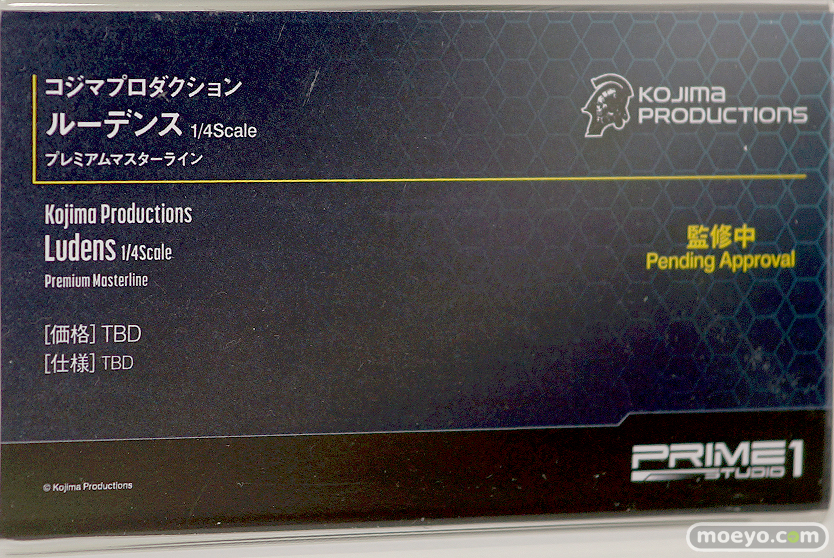 コジマプロダクション
ルーデンス 1/4Scale
プレミアムマスターライン
KOJIMA
PRODUCTIONS
Kojima Productions
Ludens 1/4Scale
Premium Masterline
監修中
Pending Approval
[価格] TBD
[仕様] TBD
PRIME 1
STUDIO
© Kojima Productions
moeyo.com